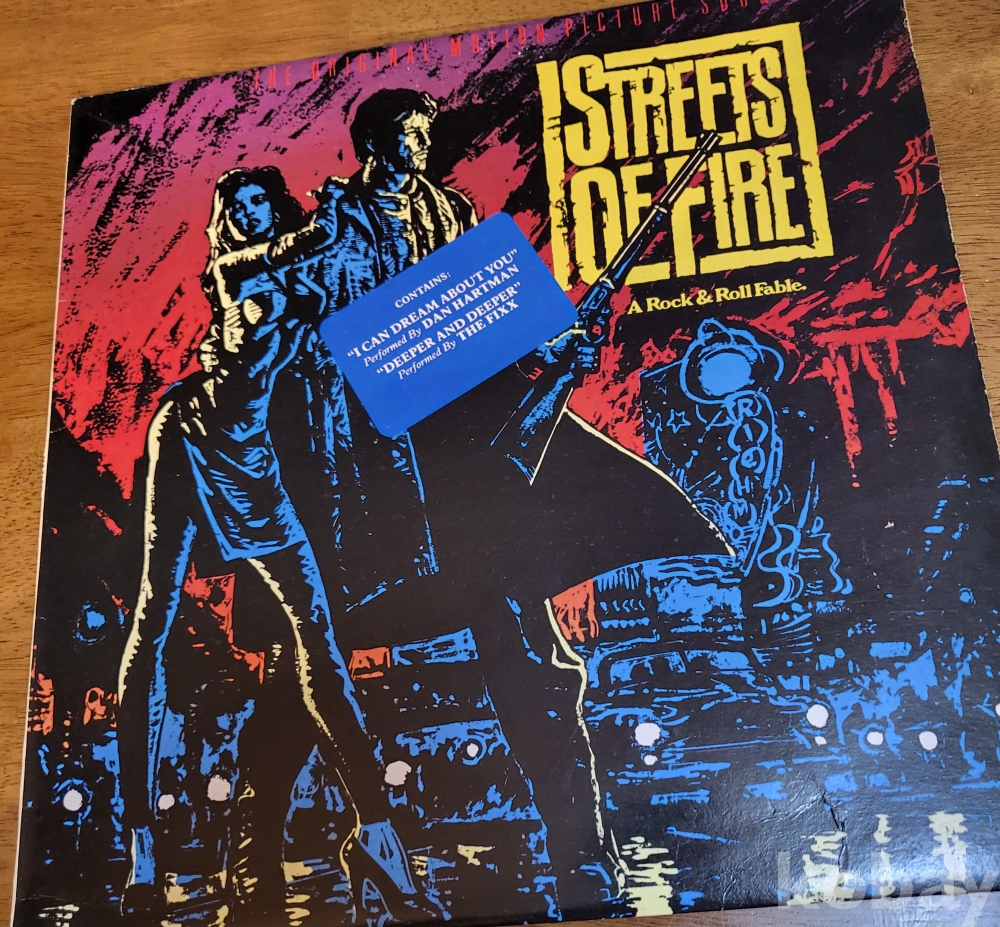 THE ORIGINAL MOTION PICTURE
STREETS
OF FIRE
A Rock & Roll Fable.
CONTAINS:
"I CAN DREAM ABOUT YOU"
Performed By DAN HARTMAN
"DEEPER AND DEEPER"
Performed By THE FIXX